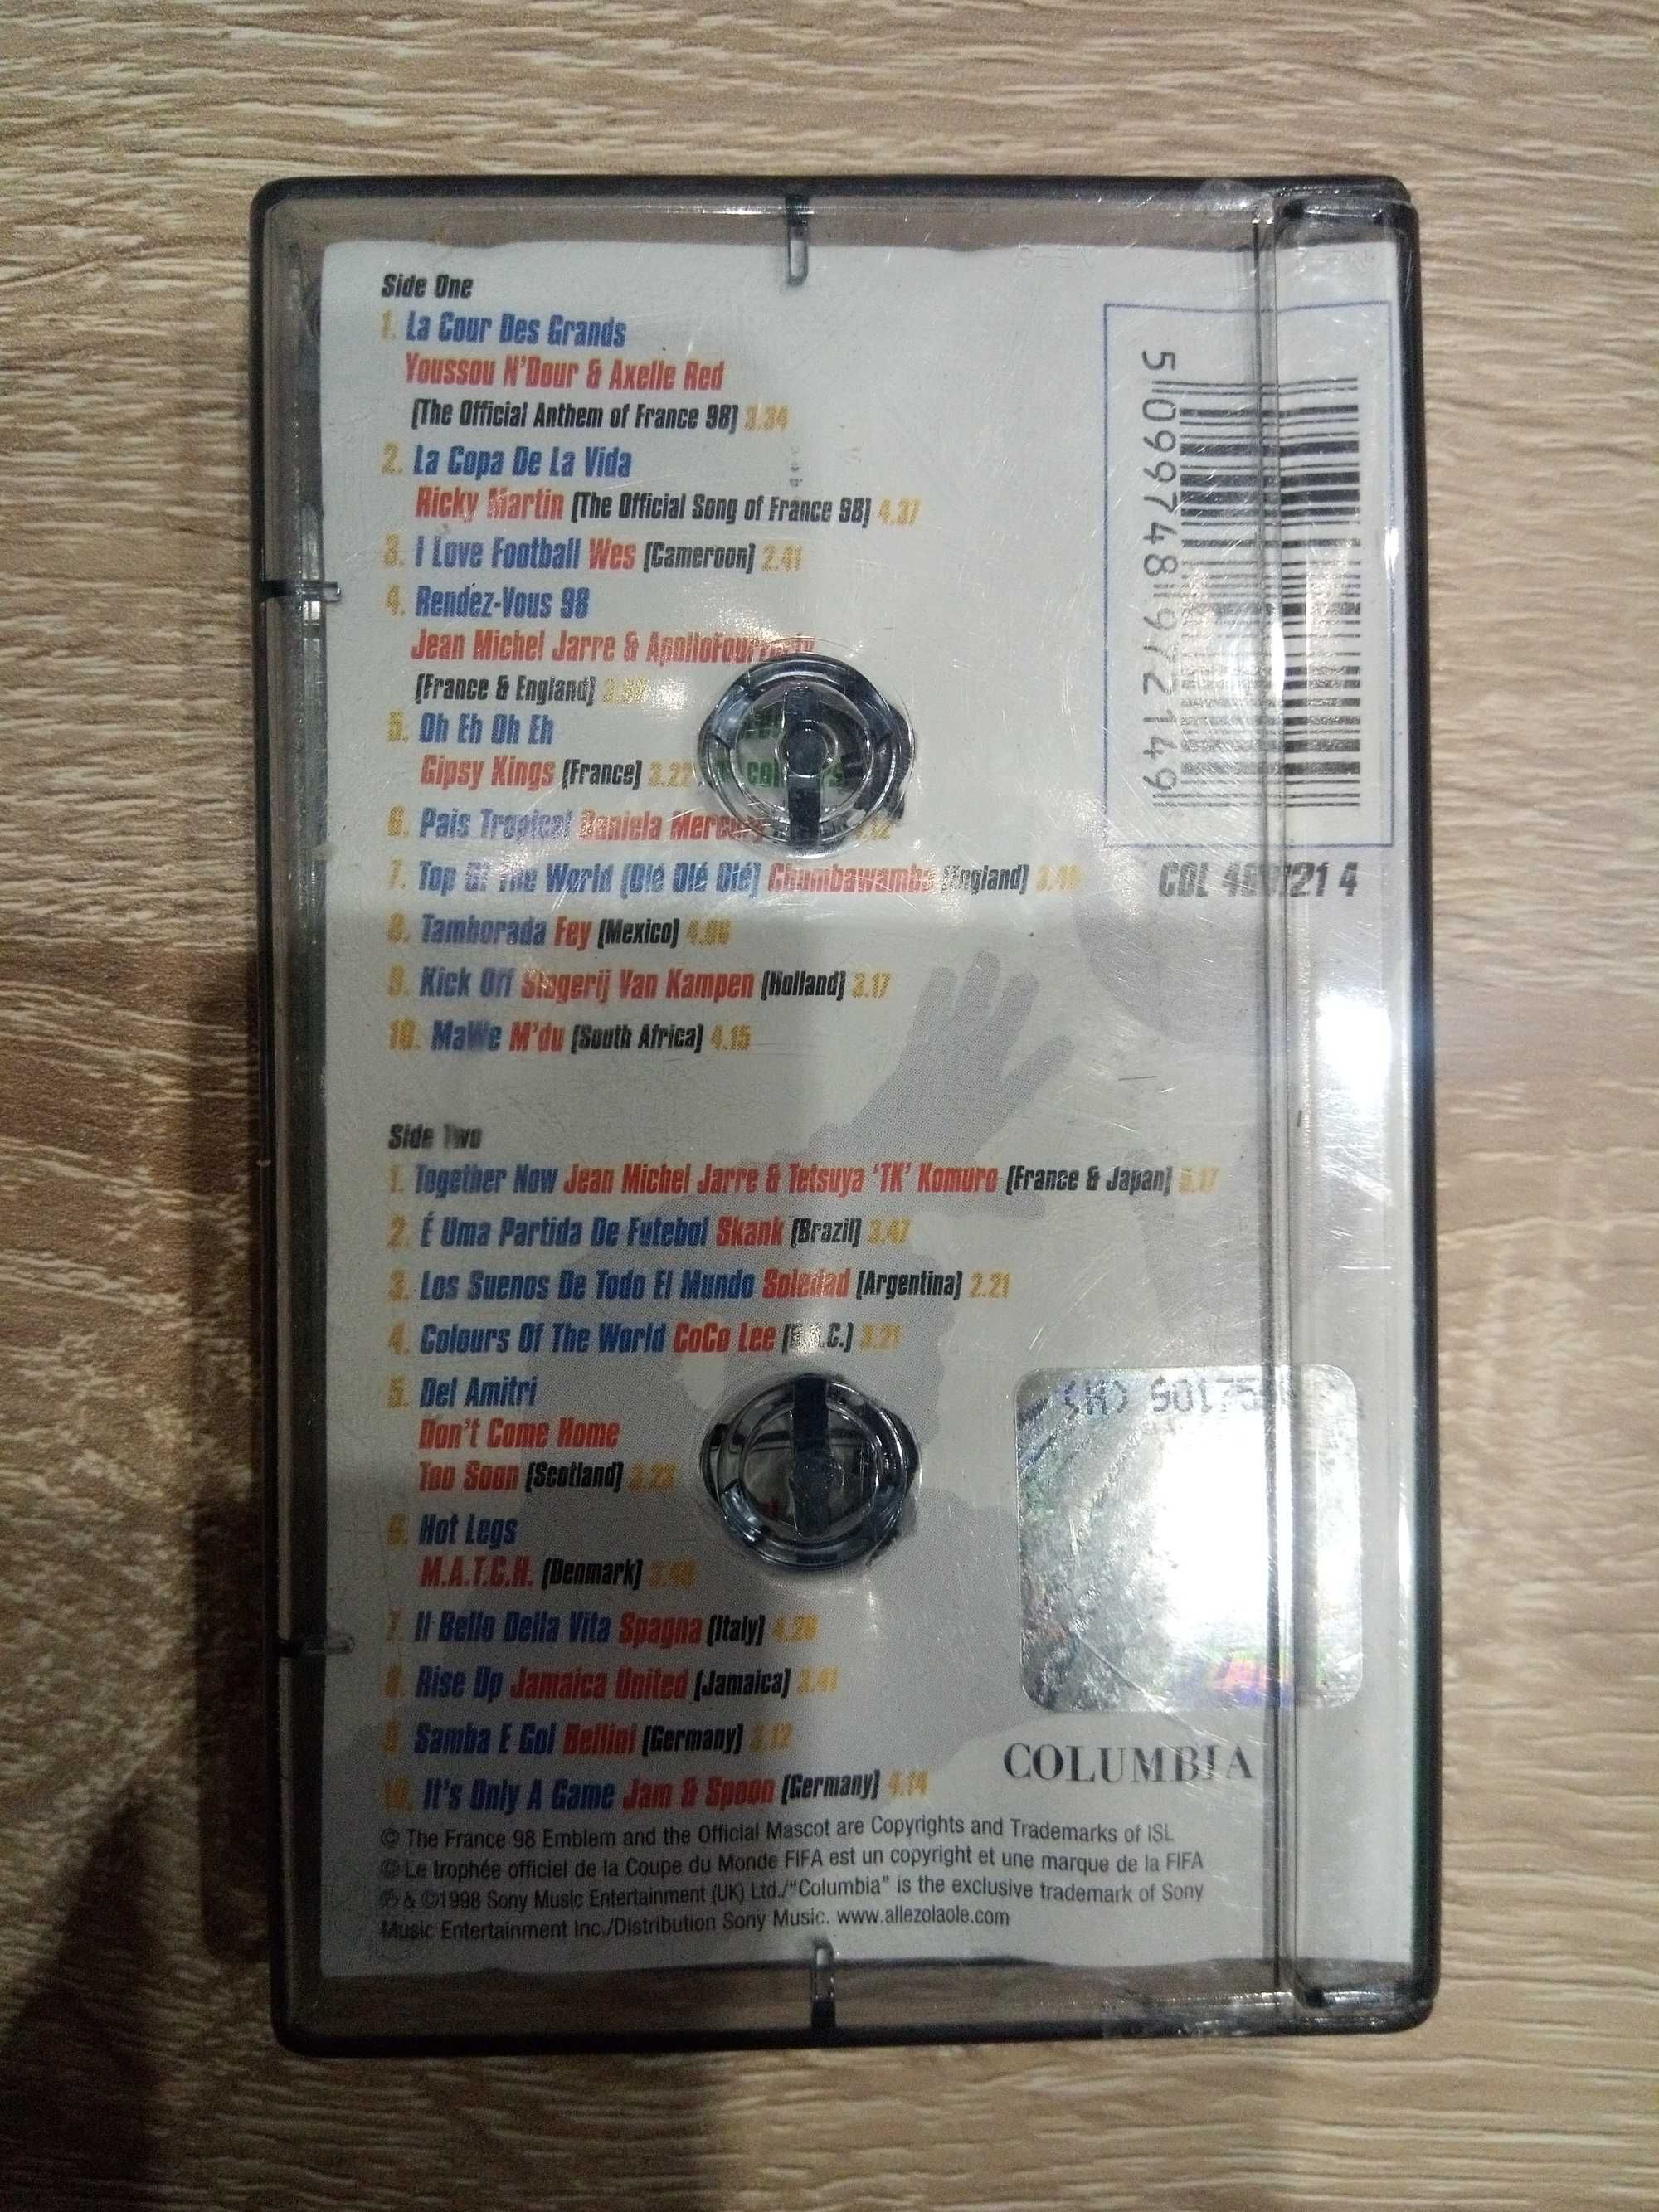 Side One
1. La Cour Des Grands
Youssou N'Dour & Axelle Red
(The Official Anthem of France 98) 3.34
2. La Copa De La Vida
Ricky Martin (The Official Song of France 98) 4.37
3. I Love Football Wes (Cameroon) 2.41
4. Rendez-Vous 98
Jean Michel Jarre &
(France & England)
5. Oh Eh Oh Eh
Gipsy Kings (France) 3.22
6. Pais Tropical Daniela
7. Top Of The World (Olé Olé Olé) Chumbawamba (England)
8. Tamborada Fey (Mexico)
9. Kick Off Slagerij Van Kampen (Holland) 3.17
10. MaWe M'du (South Africa) 4.15
Side Two
1. Together Now Jean Michel Jarre & Tetsuya 'TK' Komuro (France & Japan)
2. É Uma Partida De Futebol Skank (Brazil) 3.47
3. Los Suenos De Todo El Mundo Soledad (Argentina) 2.21
4. Colours Of The World CoCo Lee 3.21
5. Del Amitri
Don't Come Home
Too Soon (Scotland) 3.23
6. Hot Legs
M.A.T.C.H. (Denmark)
7. Il Bello Della Vita Spagna (Italy)
8. Rise Up Jamaica United (Jamaica) 3.41
9. Samba E Gol Bellini (Germany) 3.12
10. It's Only A Game Jam & Spoon (Germany) 4.14
© The France 98 Emblem and the Official Mascot are Copyrights and Trademarks of ISL
© Le trophée officiel de la Coupe du Monde FIFA est un copyright et une marque de la FIFA
℗ & ©1998 Sony Music Entertainment (UK) Ltd./"Columbia" is the exclusive trademark of Sony
Music Entertainment Inc./Distribution Sony Music. www.allezolaole.com
5 099748 972149
COL
COLUMBIA